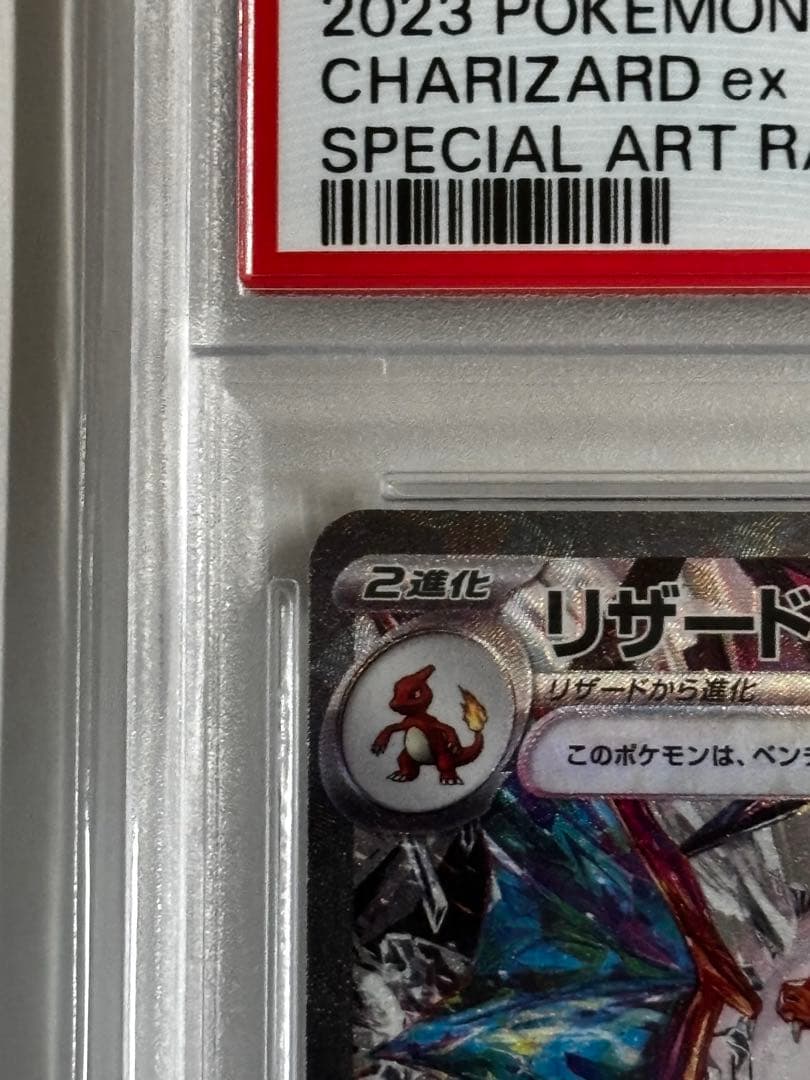 2023 POKEMON
CHARIZARD ex
SPECIAL ART RA
2進化
リザード
リザードから進化
このポケモンは、ベンチ